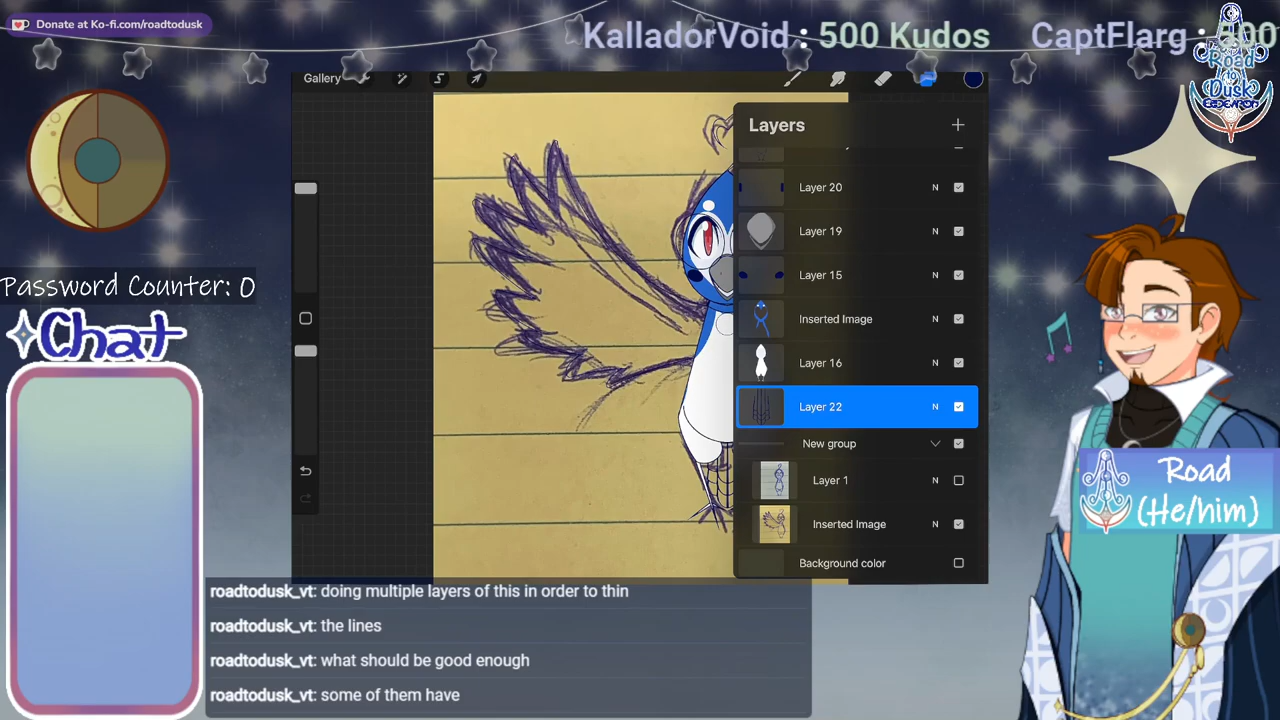 Donate at Ko-fi.com/roadtodusk
KalladorVoid : 500 Kudos CaptFlarg : 500
Road
to
Dusk
Gallery
Layers
Layer 20 N
Layer 19 N
Layer 15 N
Inserted Image N
Layer 16 N
Layer 22 N
New group
Layer 1 N
Inserted Image N
Background color
Password Counter: 0
Chat
Road
(He/him)
roadtodusk_vt: doing multiple layers of this in order to thin
roadtodusk_vt: the lines
roadtodusk_vt: what should be good enough
roadtodusk_vt: some of them have